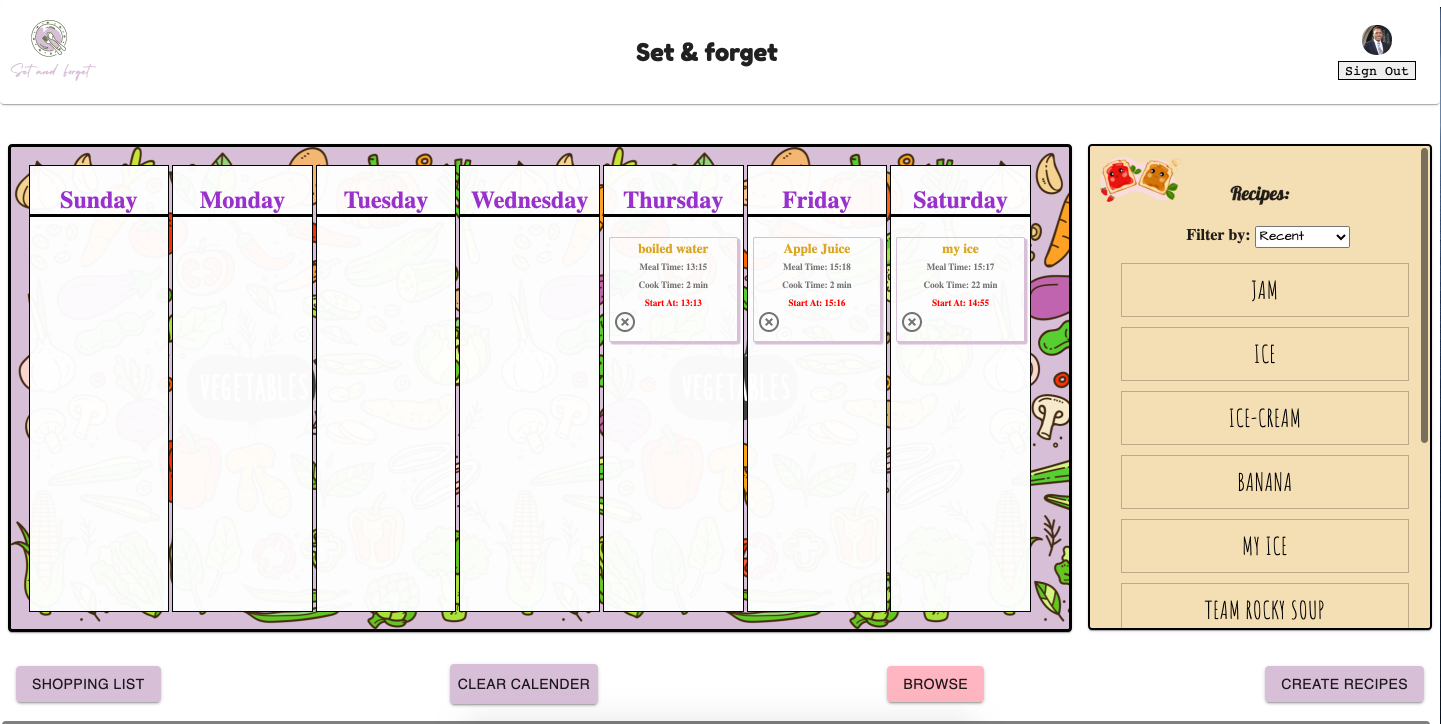 Set and forget
Set & forget
Sign Out
Sunday
Monday
Tuesday
Wednesday
Thursday
Friday
Saturday
boiled water
Meal Time: 13:15
Cook Time: 2 min
Start At: 13:13
Apple Juice
Meal Time: 15:18
Cook Time: 2 min
Start At: 15:16
my ice
Meal Time: 15:17
Cook Time: 22 min
Start At: 14:55
VEGETABLES
VEGETABLES
Recipes:
Filter by: Recent
JAM
ICE
ICE-CREAM
BANANA
MY ICE
TEAM ROCKY SOUP
SHOPPING LIST
CLEAR CALENDER
BROWSE
CREATE RECIPES